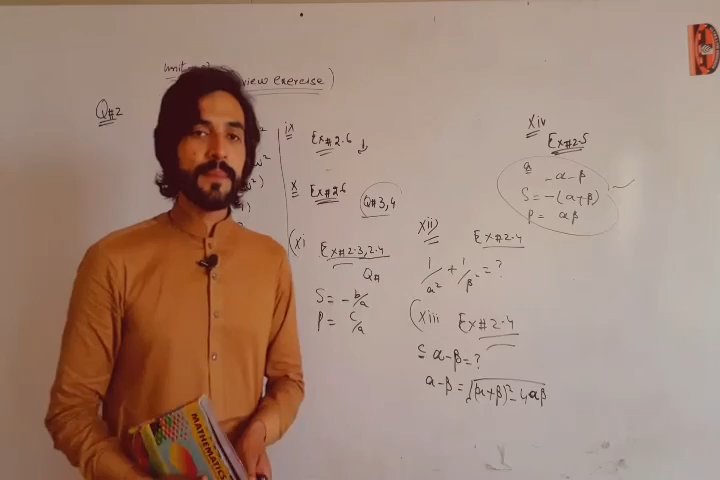 unit
view exercise)
Q#2
ix
Ex#2.6
x
Ex#2.6
Q#3,4
(xi
Ex#2.3,2.4
Q#
S = -b/a
P = c/a
xii)
Ex#2.4
1/α² + 1/β² = ?
(xiii
Ex#2.4
α-β=?
α-β = √(α+β)²-4αβ
xiv
Ex#2.5
-α -β
S = -(α+β)
P = αβ
MATHEMATICS